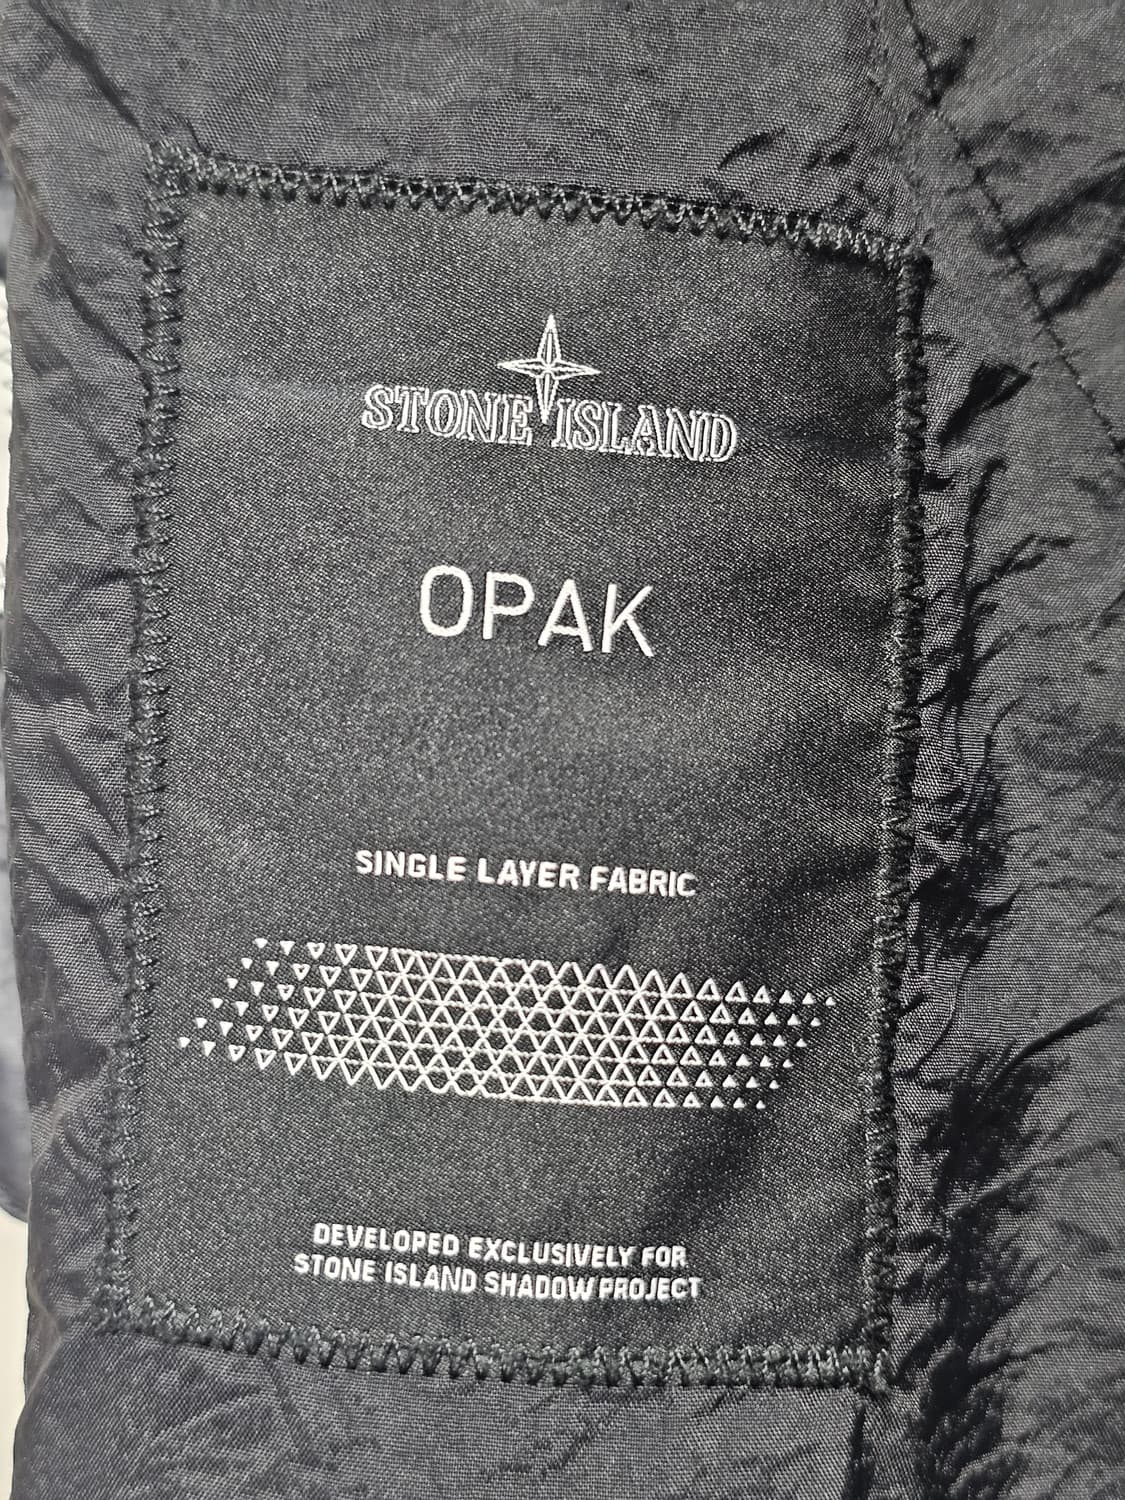 STONE ISLAND
OPAK
SINGLE LAYER FABRIC
DEVELOPED EXCLUSIVELY FOR
STONE ISLAND SHADOW PROJECT